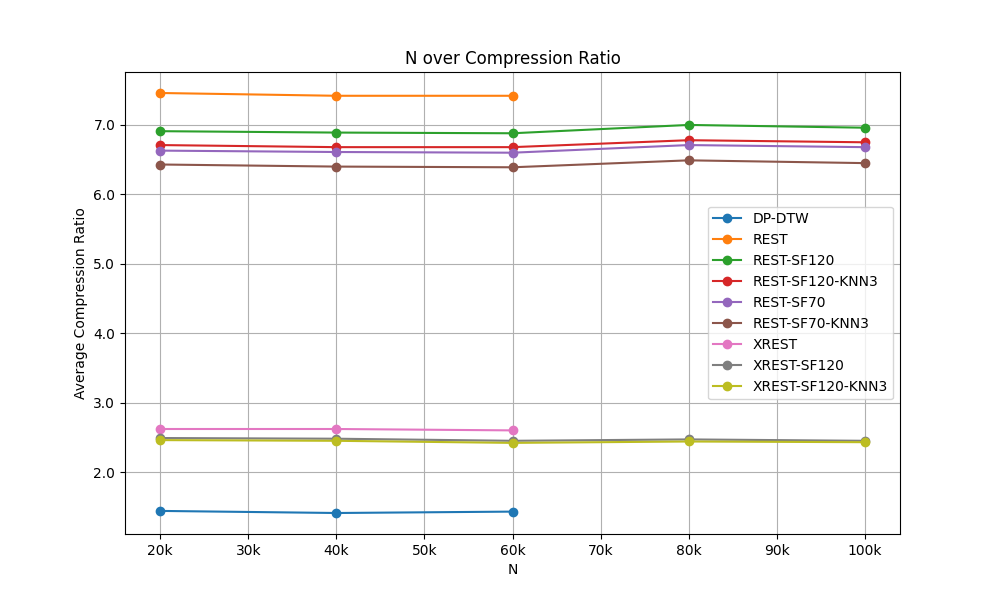 N over Compression Ratio
Average Compression Ratio
7.0
6.0
5.0
4.0
3.0
2.0
DP-DTW
REST
REST-SF120
REST-SF120-KNN3
REST-SF70
REST-SF70-KNN3
XREST
XREST-SF120
XREST-SF120-KNN3
20k 30k 40k 50k 60k 70k 80k 90k 100k
N